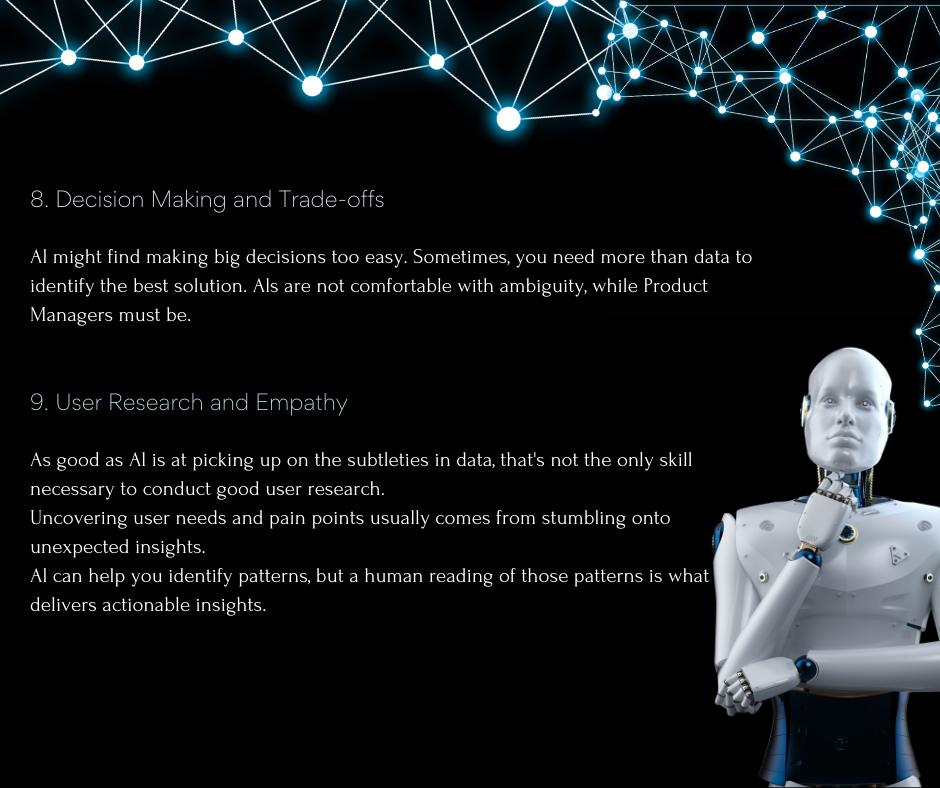 8. Decision Making and Trade-offs
AI might find making big decisions too easy. Sometimes, you need more than data to
identify the best solution. AIs are not comfortable with ambiguity, while Product
Managers must be.
9. User Research and Empathy
As good as AI is at picking up on the subtleties in data, that's not the only skill
necessary to conduct good user research.
Uncovering user needs and pain points usually comes from stumbling onto
unexpected insights.
AI can help you identify patterns, but a human reading of those patterns is what
delivers actionable insights.